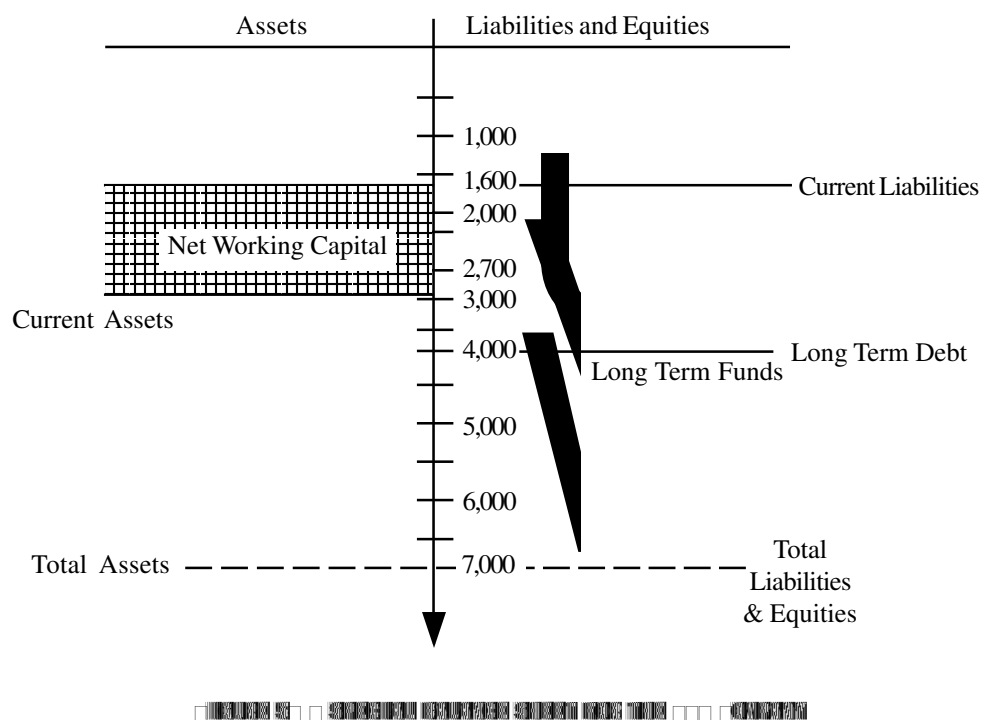 Assets
Liabilities and Equities
1,000
1,600
Current Liabilities
2,000
Net Working Capital
2,700
3,000
Current Assets
4,000
Long Term Debt
Long Term Funds
5,000
6,000
Total Assets
7,000
Total
Liabilities
& Equities